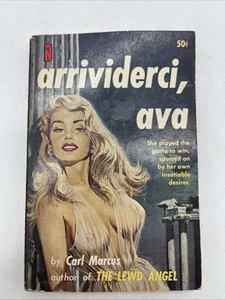 50¢
arrividerci,
ava
She played the
game to win,
spurred on
by her own
insatiable
desires.
by Carl Marcus
author of THE LEWD ANGEL